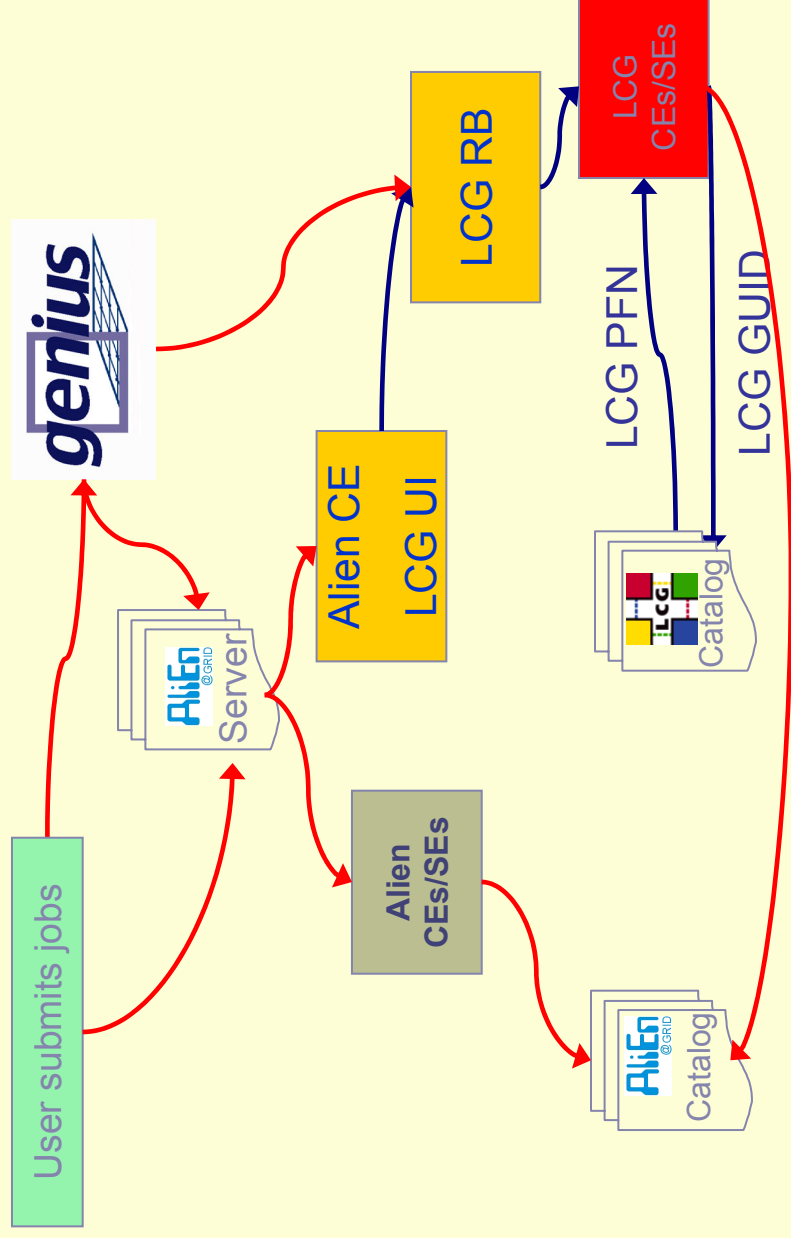 User submits jobs
genius
AliEn
@GRID
Server
Alien CE
LCG UI
LCG RB
LCG
CEs/SEs
Alien
CEs/SEs
LCG PFN
LCG GUID
AliEn
@GRID
Catalog
LCG
Catalog